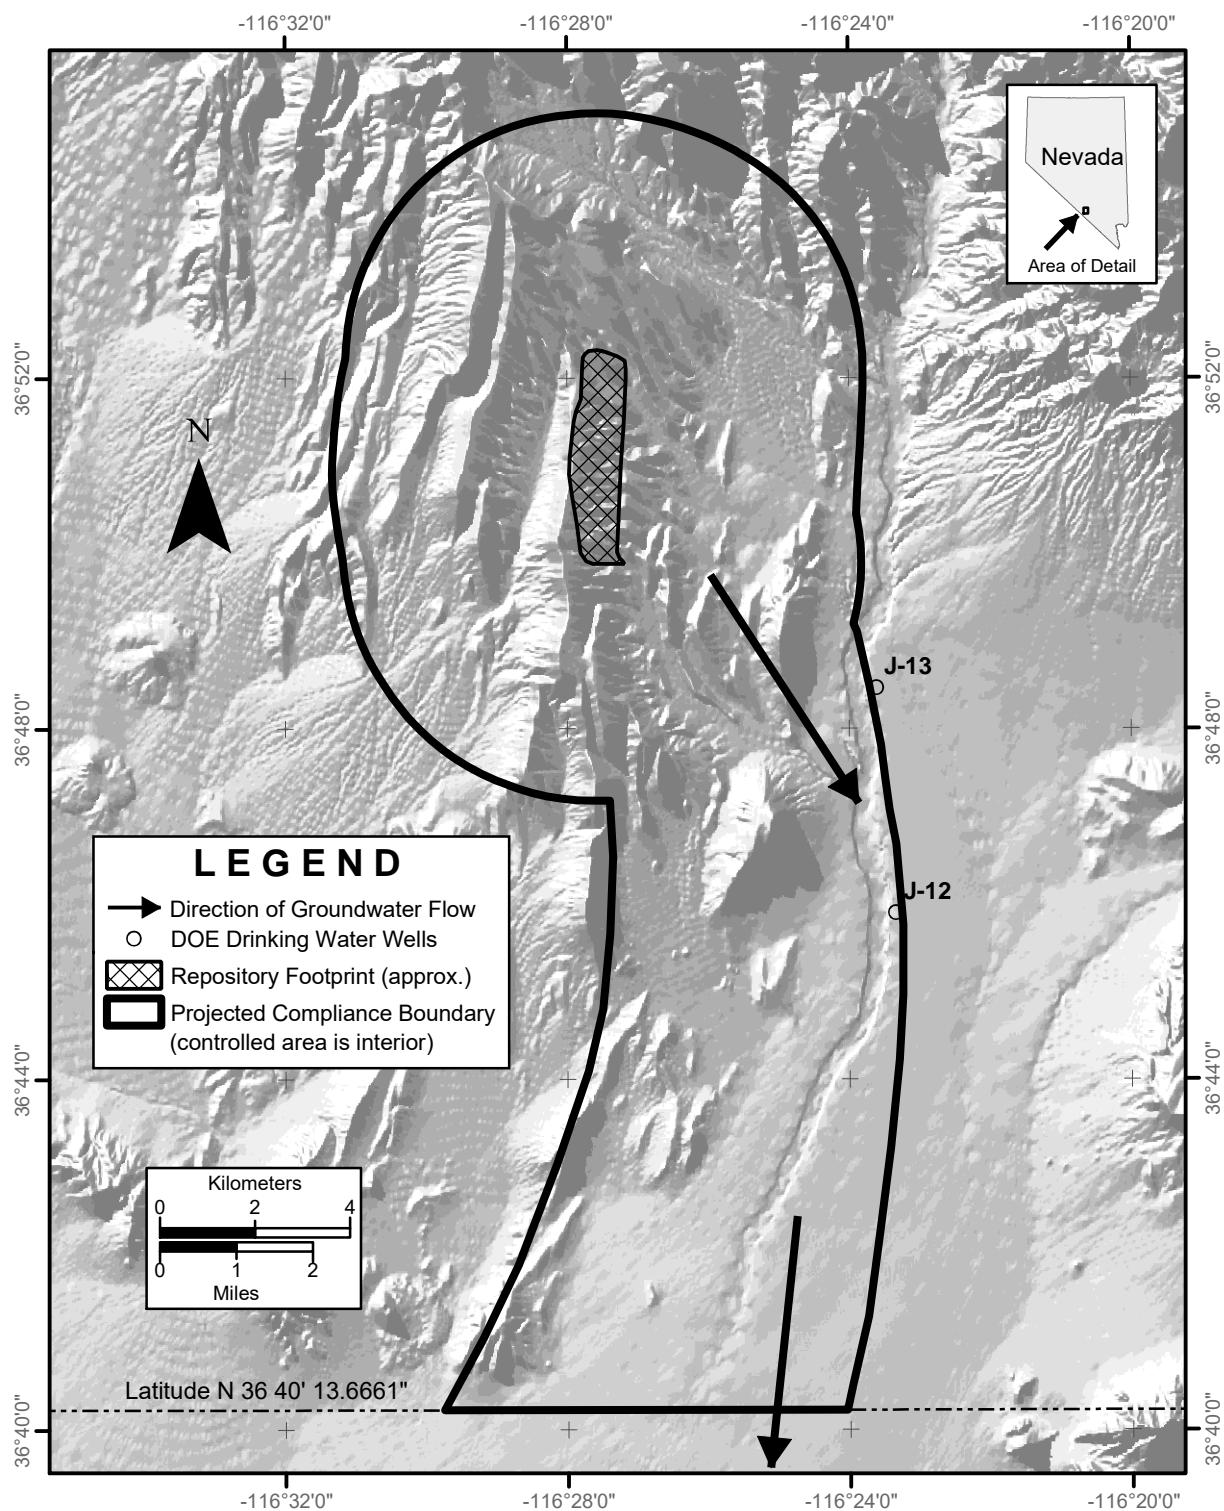 -116°32'0"
-116°28'0"
-116°24'0"
-116°20'0"
Nevada
Area of Detail
36°52'0"
36°52'0"
N
J-13
36°48'0"
36°48'0"
LEGEND
Direction of Groundwater Flow
DOE Drinking Water Wells
Repository Footprint (approx.)
Projected Compliance Boundary
(controlled area is interior)
J-12
36°44'0"
36°44'0"
Kilometers
0 2 4
0 1 2
Miles
Latitude N 36 40' 13.6661"
36°40'0"
36°40'0"
-116°32'0"
-116°28'0"
-116°24'0"
-116°20'0"